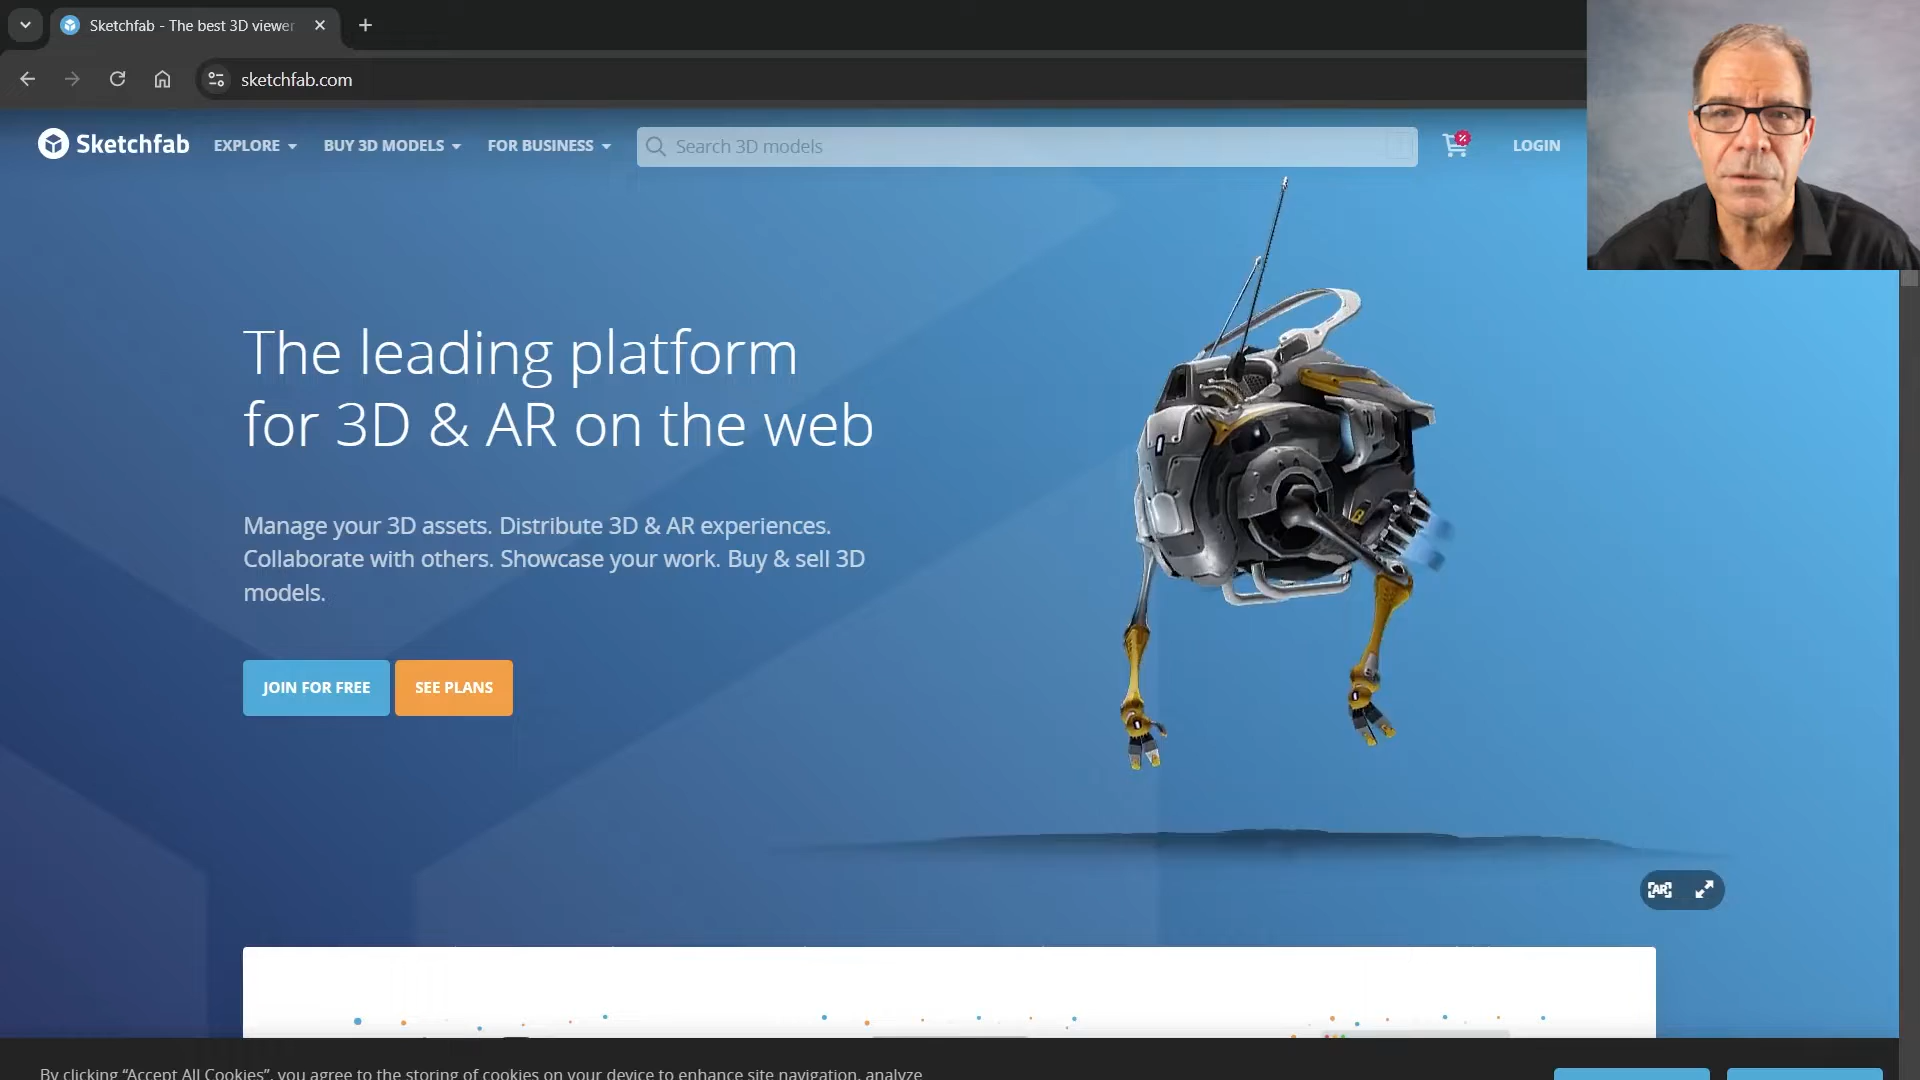 Sketchfab - The best 3D viewer
sketchfab.com
Sketchfab
EXPLORE
BUY 3D MODELS
FOR BUSINESS
Search 3D models
%
LOGIN
The leading platform
for 3D & AR on the web
Manage your 3D assets. Distribute 3D & AR experiences.
Collaborate with others. Showcase your work. Buy & sell 3D
models.
JOIN FOR FREE
SEE PLANS
AR
By clicking “Accept All Cookies”, you agree to the storing of cookies on your device to enhance site navigation, analyze